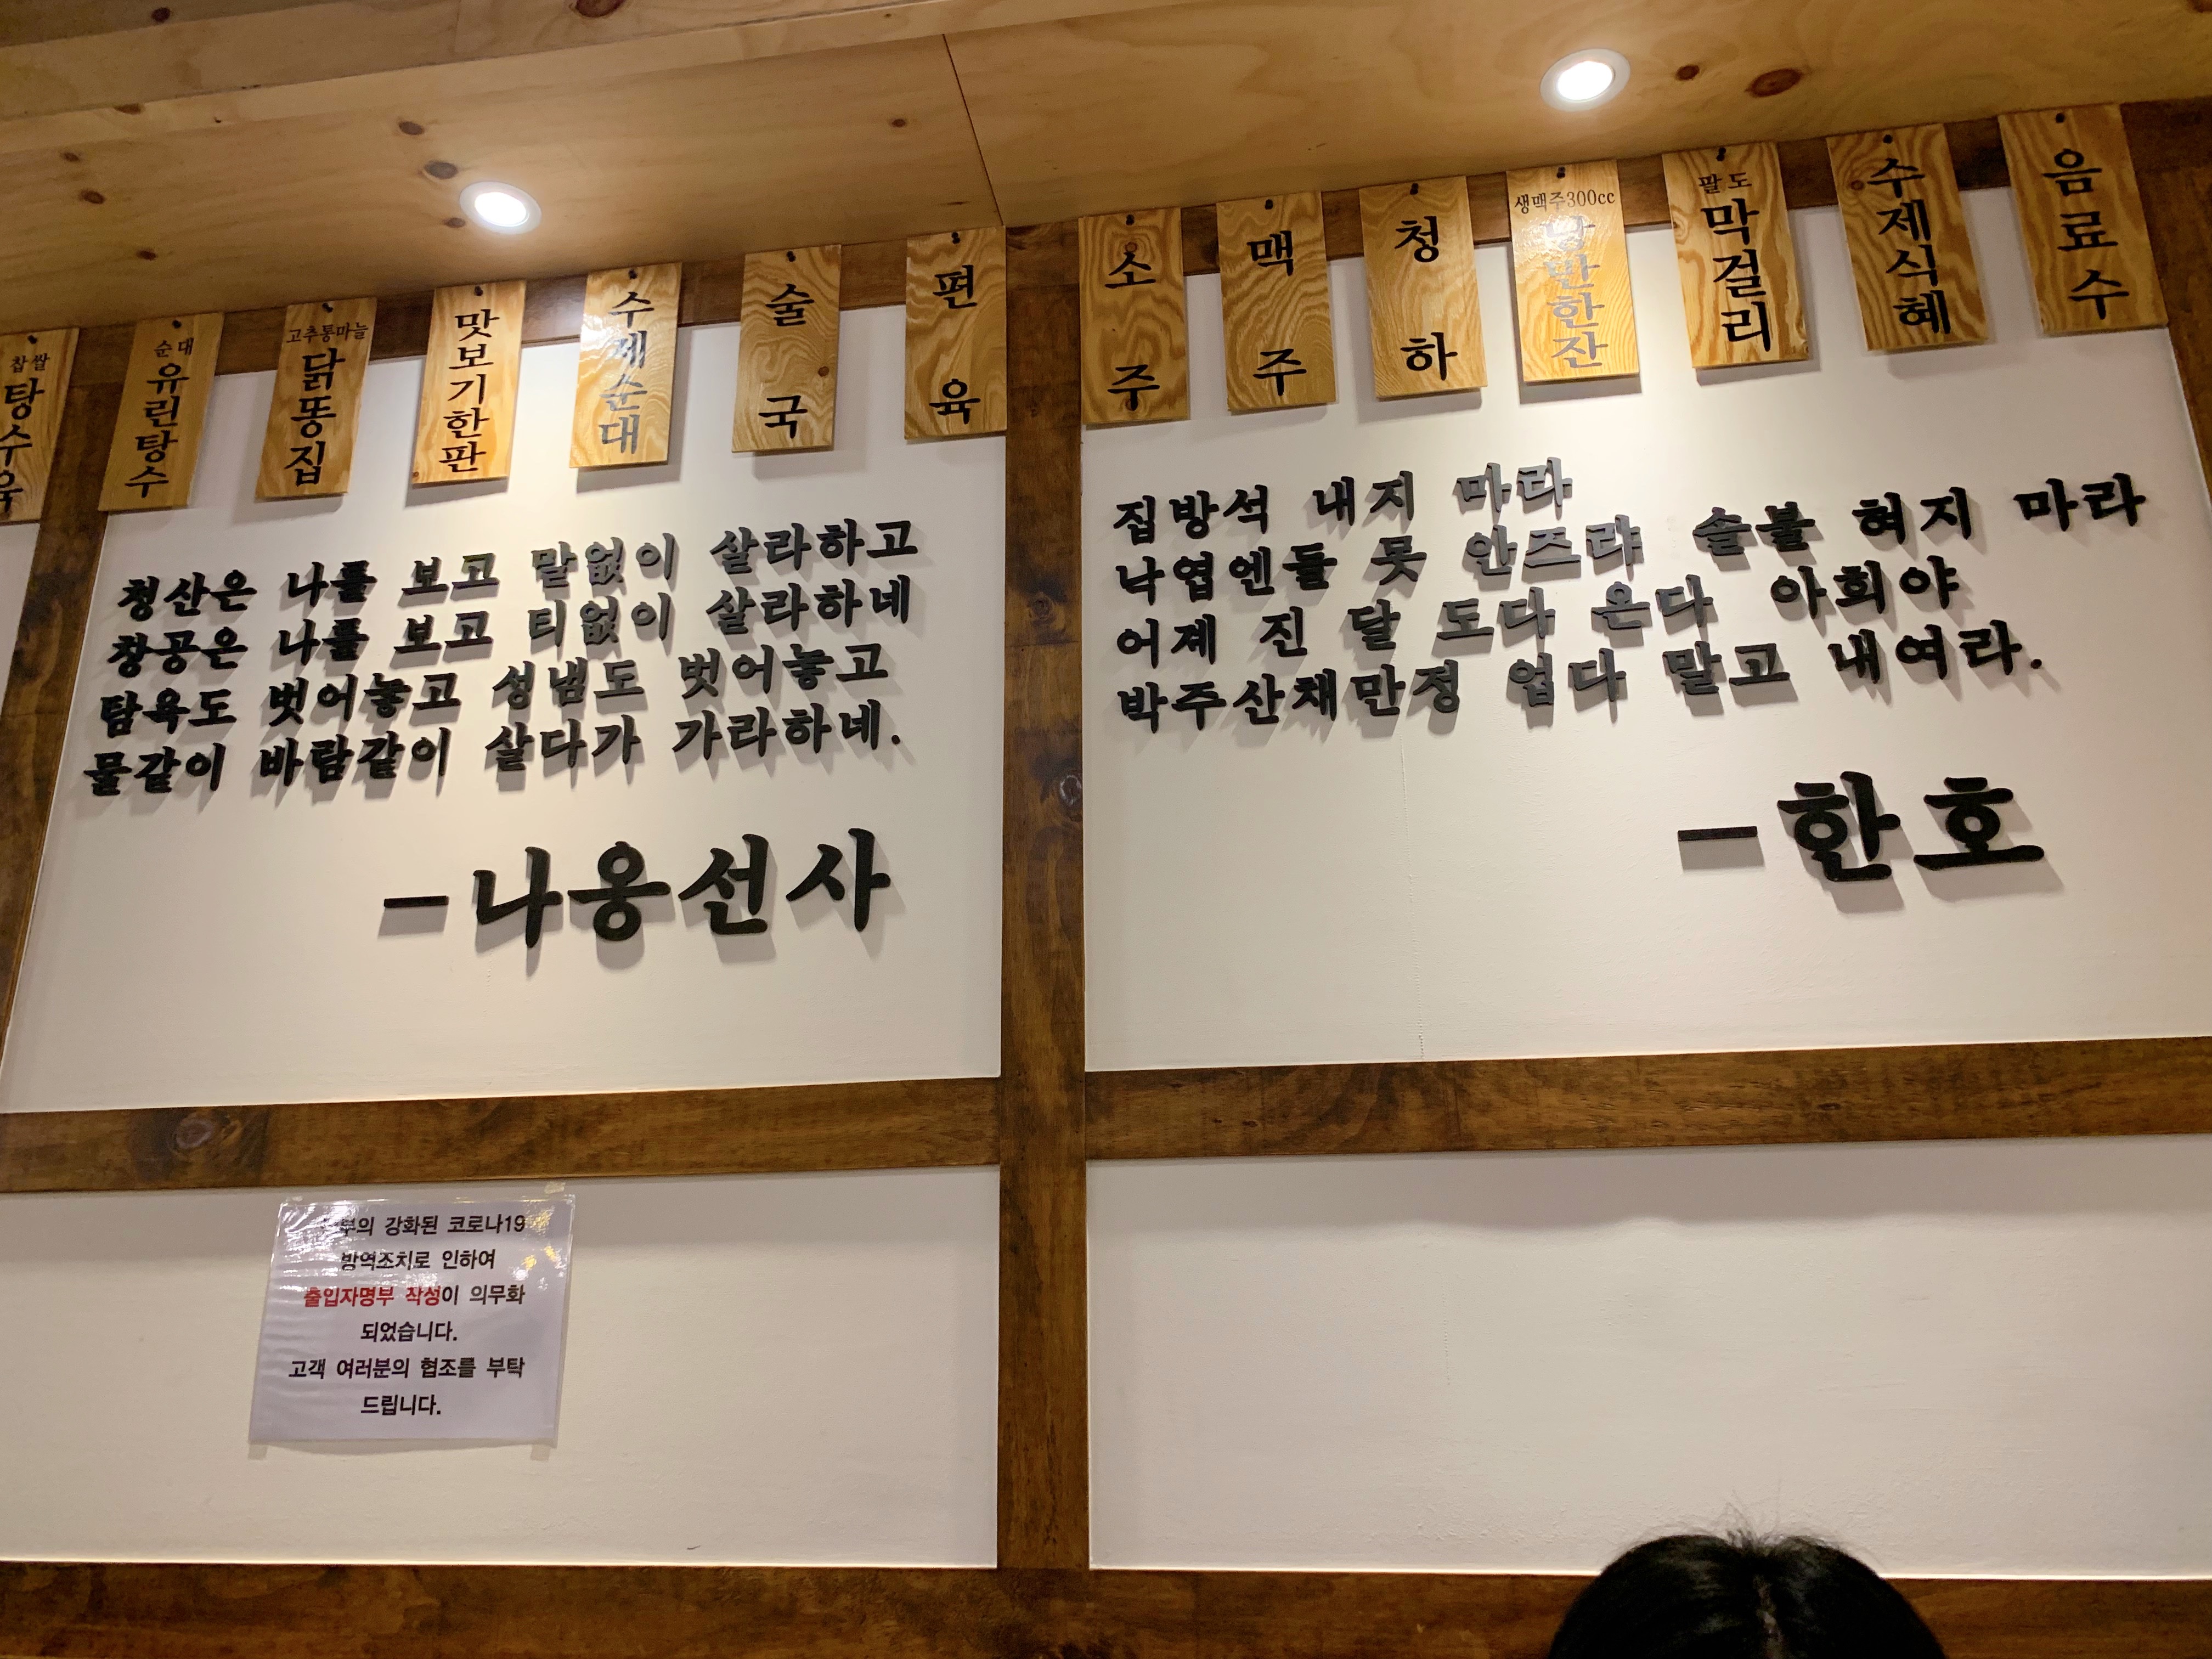 찹쌀
탕수육
순대
유린탕수
고추통마늘
닭똥집
맛보기한판
수제순대
술국
편육
소주
맥주
청하
생맥주300cc
반한잔
팔도
막걸리
수제식혜
음료수
청산은 나를 보고 말없이 살라하고
창공은 나를 보고 티없이 살라하네
탐욕도 벗어놓고 성냄도 벗어놓고
물같이 바람같이 살다가 가라하네.
-나옹선사
집방석 내지 마라
낙엽엔들 못 안즈랴 솔불 혀지 마라
어제 진 달 도다 온다 아희야
박주산채만정 업다 말고 내여라.
-한호
강화된 코로나19
방역조치로 인하여
출입자명부 작성이 의무화
되었습니다.
고객 여러분의 협조를 부탁
드립니다.